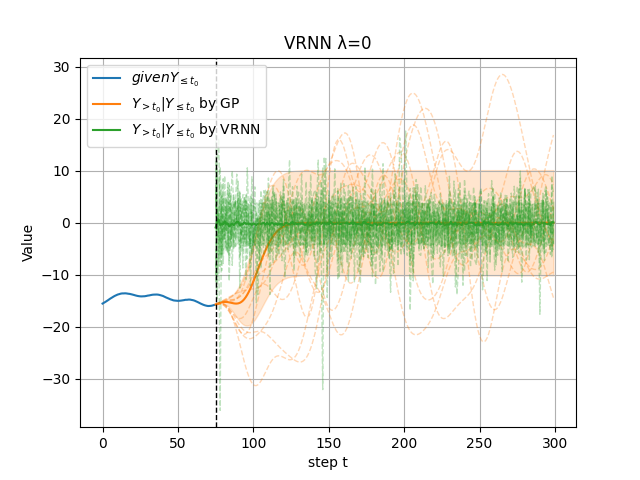 VRNN λ=0
givenY≤t₀
Y>t₀|Y≤t₀ by GP
Y>t₀|Y≤t₀ by VRNN
Value
30
20
10
0
−10
−20
−30
0 50 100 150 200 250 300
step t